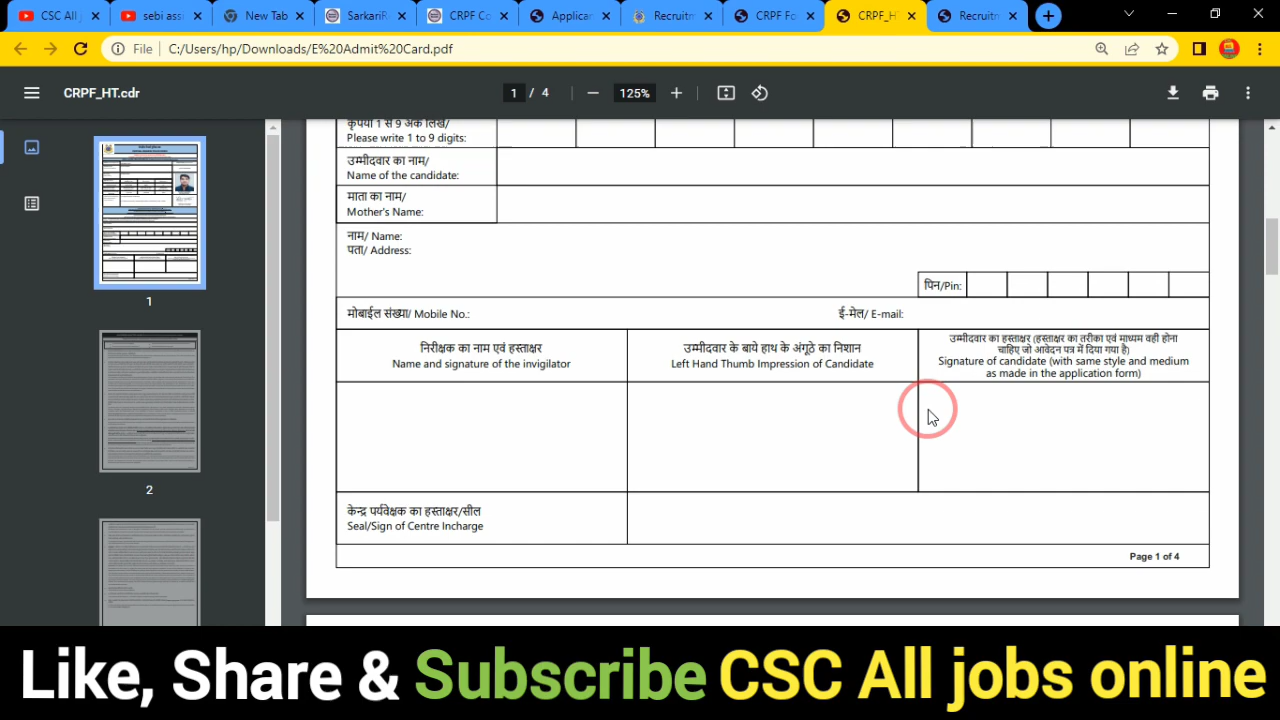 CSC All j
sebi ass
New Tab
SarkariR
CRPF Co
Applicar
Recruitm
CRPF Fo
CRPF_H
Recruitn
File
C:/Users/hp/Downloads/E%20Admit%20Card.pdf
CRPF_HT.cdr
1 / 4
125%
कृपया 1 से 9 अंक लिखें/
Please write 1 to 9 digits:
उम्मीदवार का नाम/
Name of the candidate:
माता का नाम/
Mother's Name:
नाम/ Name:
पता/ Address:
पिन/Pin:
मोबाईल संख्या/ Mobile No.:
ई-मेल/ E-mail:
निरीक्षक का नाम एवं हस्ताक्षर
Name and signature of the invigilator
उम्मीदवार के बाये हाथ के अंगूठे का निशान
Left Hand Thumb Impression of Candidate
उम्मीदवार का हस्ताक्षर (हस्ताक्षर का तरीका एवं माध्यम वही होना
चाहिए जो आवेदन पत्र में दिया गया है)
Signature of candidate (with same style and medium
as made in the application form)
केन्द्र पर्यवेक्षक का हस्ताक्षर/सील
Seal/Sign of Centre Incharge
Page 1 of 4
1
2
Like, Share & Subscribe CSC All jobs online